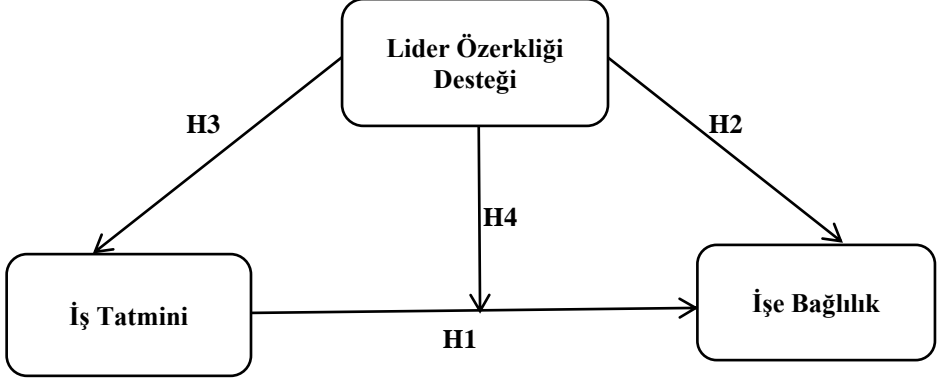 Lider Özerkliği
Desteği
H3
H2
H4
İş Tatmini
İşe Bağlılık
H1